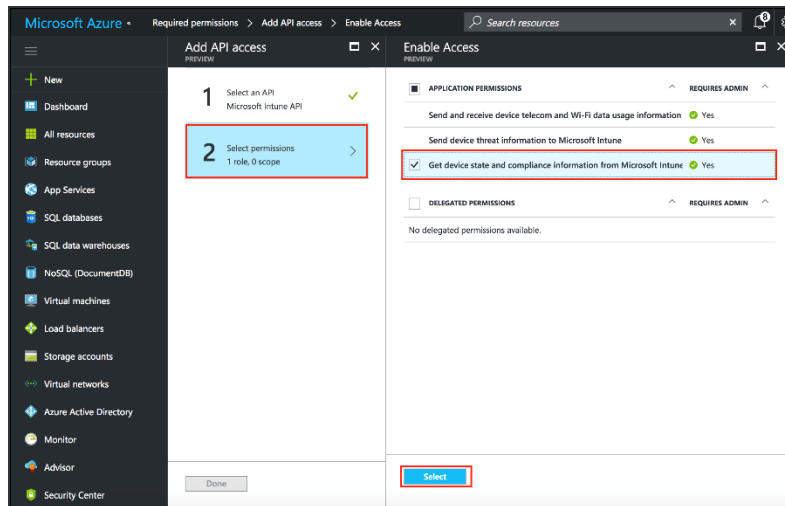 Microsoft Azure
Required permissions > Add API access > Enable Access
Search resources
9
Add API access
PREVIEW
Enable Access
PREVIEW
New
Dashboard
All resources
Resource groups
App Services
SQL databases
SQL data warehouses
NoSQL (DocumentDB)
Virtual machines
Load balancers
Storage accounts
Virtual networks
Azure Active Directory
Monitor
Advisor
Security Center
1
Select an API
Microsoft Intune API
2
Select permissions
1 role, 0 scope
Done
APPLICATION PERMISSIONS REQUIRES ADMIN
Send and receive device telecom and Wi-Fi data usage information Yes
Send device threat information to Microsoft Intune Yes
Get device state and compliance information from Microsoft Intune Yes
DELEGATED PERMISSIONS REQUIRES ADMIN
No delegated permissions available.
Select